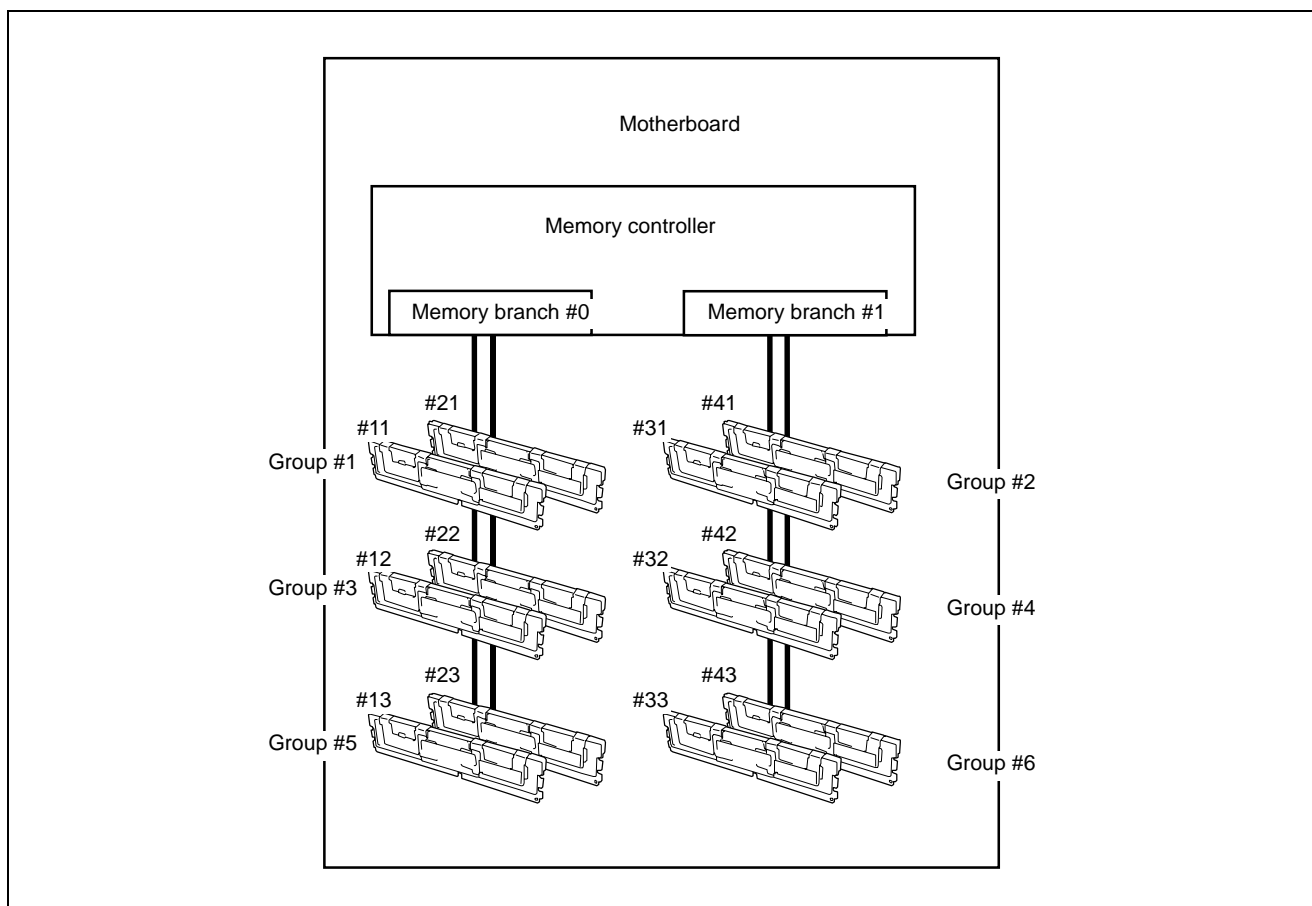 Motherboard
Memory controller
Memory branch #0
Memory branch #1
#21
#41
#11
#31
Group #1
Group #2
#22
#42
#12
#32
Group #3
Group #4
#23
#43
#13
#33
Group #5
Group #6